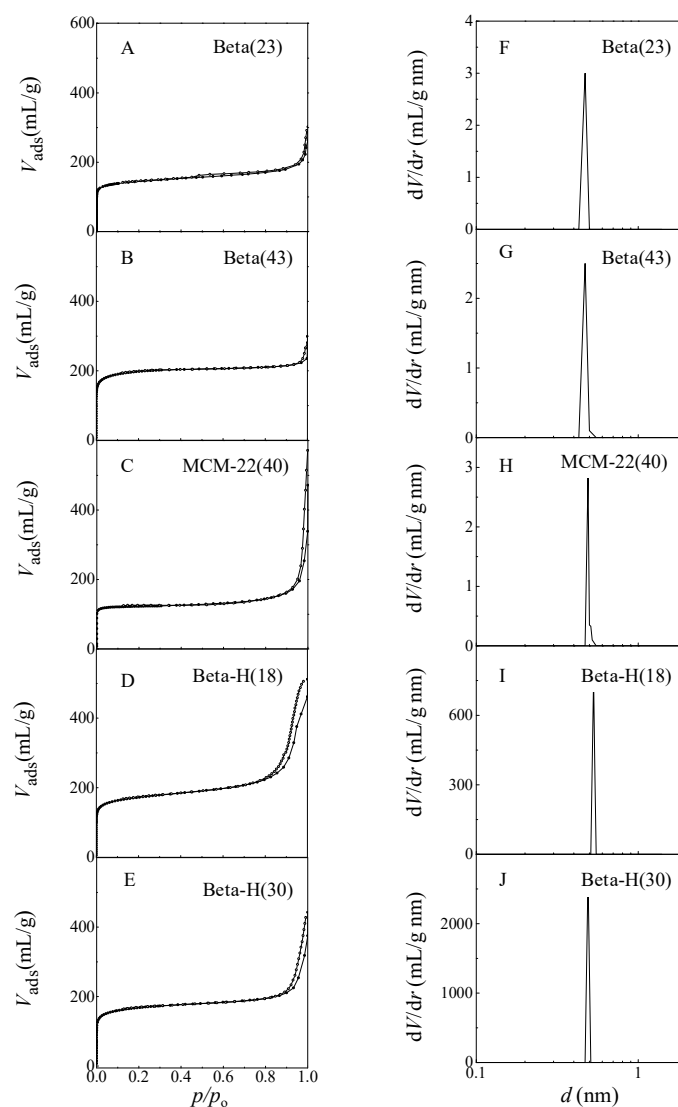 A
Beta(23)
V_ads(mL/g)
600
400
200
0
B
Beta(43)
V_ads(mL/g)
400
200
0
C
MCM-22(40)
V_ads(mL/g)
400
200
0
D
Beta-H(18)
V_ads(mL/g)
400
200
0
E
Beta-H(30)
V_ads(mL/g)
400
200
0
0.0 0.2 0.4 0.6 0.8 1.0
p/p_o
F
Beta(23)
dV/dr (mL/g nm)
4
3
2
1
0
G
Beta(43)
dV/dr (mL/g nm)
2
1
0
H
MCM-22(40)
dV/dr (mL/g nm)
3
2
1
0
I
Beta-H(18)
dV/dr (mL/g nm)
600
300
0
J
Beta-H(30)
dV/dr (mL/g nm)
2000
1000
0
0.1 1
d (nm)